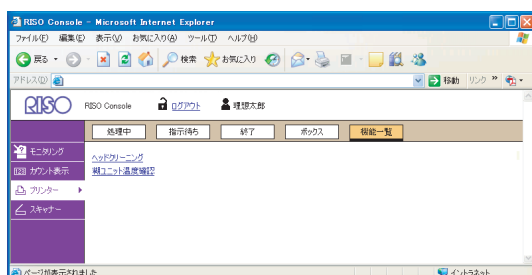 RISO Console - Microsoft Internet Explorer
ファイル(F) 編集(E) 表示(V) お気に入り(A) ツール(T) ヘルプ(H)
戻る 検索 お気に入り
アドレス(D) 移動 リンク »
RISO RISO Console ログアウト 理想太郎
処理中 指示待ち 終了 ボックス 機能一覧
モニタリング
カウント表示
プリンター
スキャナー
ヘッドクリーニング
糊ユニット温度確認
ページが表示されました イントラネット